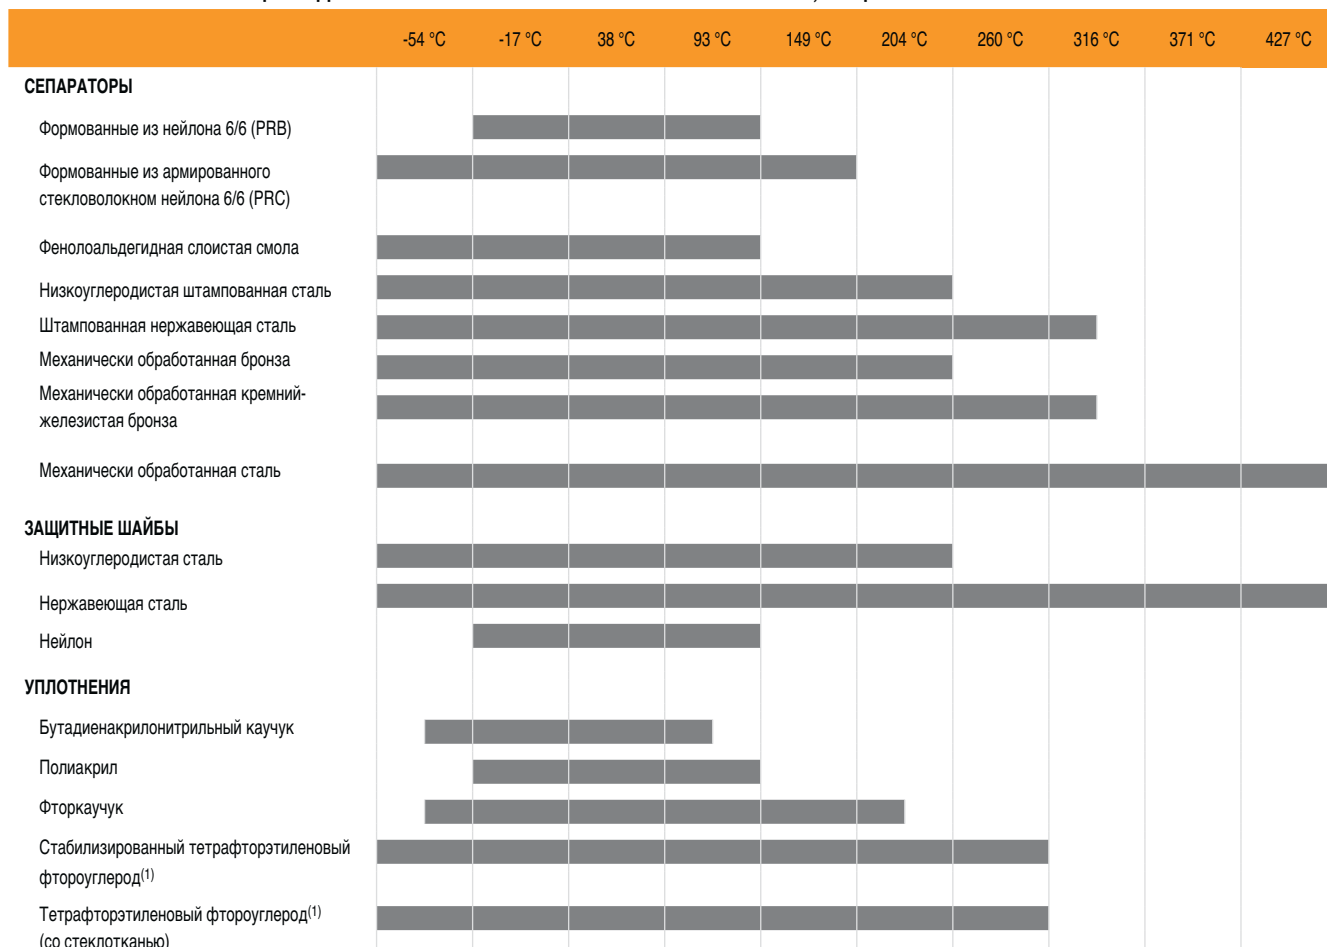 -54 °C -17 °C 38 °C 93 °C 149 °C 204 °C 260 °C 316 °C 371 °C 427 °C
СЕПАРАТОРЫ
Формованные из нейлона 6/6 (PRB)
Формованные из армированного
стекловолокном нейлона 6/6 (PRC)
Фенолоальдегидная слоистая смола
Низкоуглеродистая штампованная сталь
Штампованная нержавеющая сталь
Механически обработанная бронза
Механически обработанная кремний-
железистая бронза
Механически обработанная сталь
ЗАЩИТНЫЕ ШАЙБЫ
Низкоуглеродистая сталь
Нержавеющая сталь
Нейлон
УПЛОТНЕНИЯ
Бутадиенакрилонитрильный каучук
Полиакрил
Фторкаучук
Стабилизированный тетрафторэтиленовый
фтороуглерод(1)
Тетрафторэтиленовый фтороуглерод(1)
(со стеклотканью)